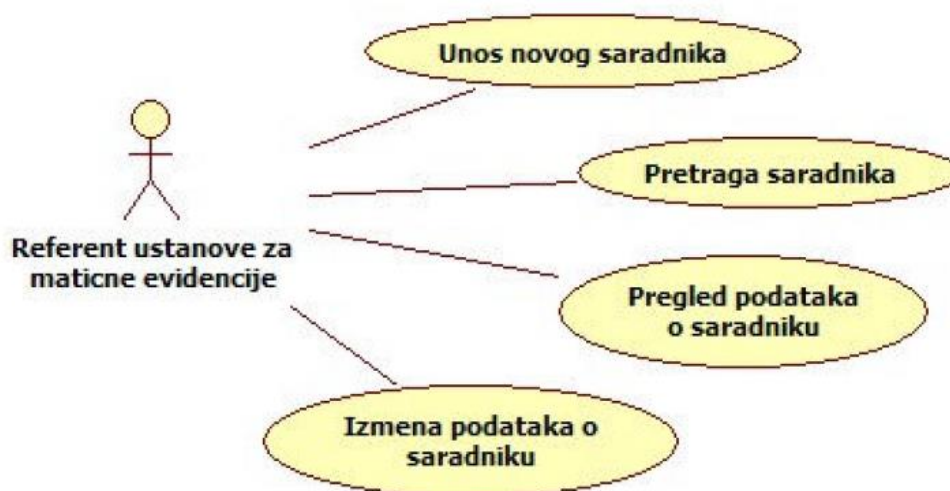 Unos novog saradnika
Pretraga saradnika
Referent ustanove za
maticne evidencije
Pregled podataka
o saradniku
Izmena podataka o
saradniku